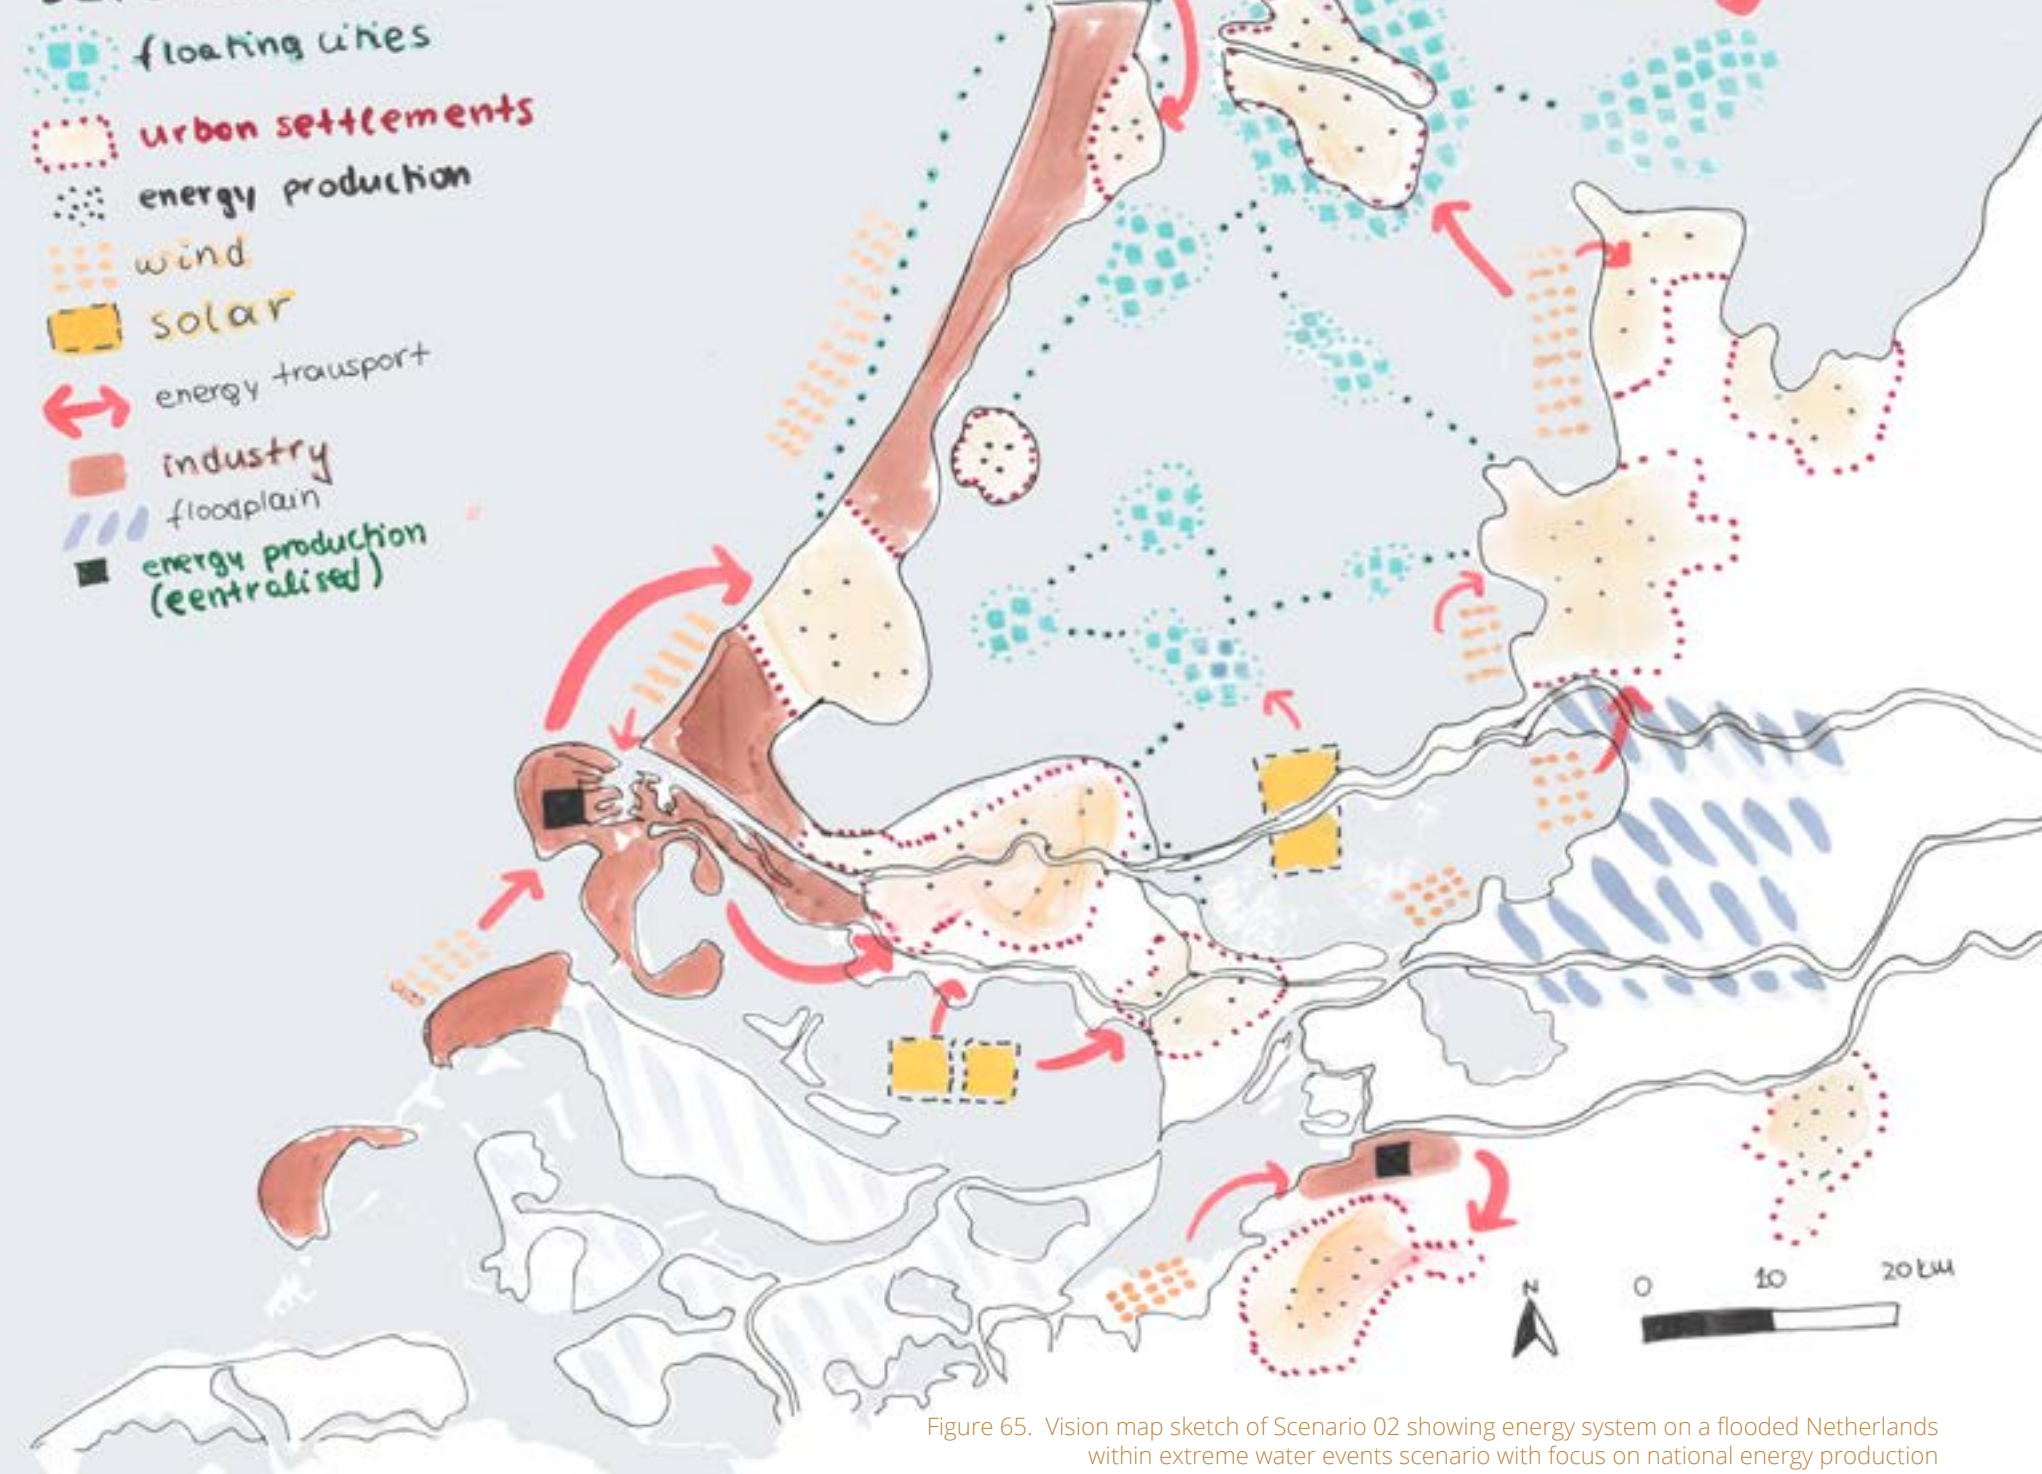 floating cities
urban settlements
energy production
wind
solar
energy transport
industry
floodplain
energy production
(centralised)
N
0 10 20 km
Figure 65. Vision map sketch of Scenario 02 showing energy system on a flooded Netherlands
within extreme water events scenario with focus on national energy production